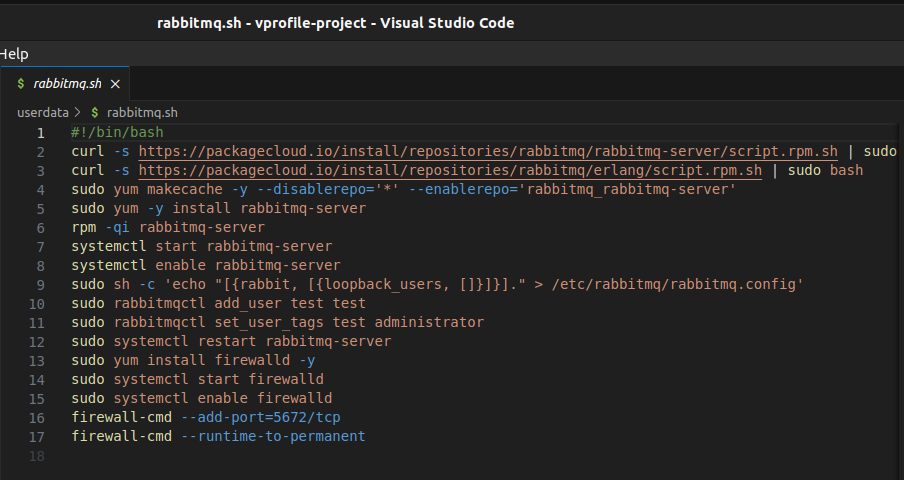 rabbitmq.sh - vprofile-project - Visual Studio Code
Help
$ rabbitmq.sh ×
userdata > $ rabbitmq.sh
1 #!/bin/bash
2 curl -s https://packagecloud.io/install/repositories/rabbitmq/rabbitmq-server/script.rpm.sh | sudo
3 curl -s https://packagecloud.io/install/repositories/rabbitmq/erlang/script.rpm.sh | sudo bash
4 sudo yum makecache -y --disablerepo='*' --enablerepo='rabbitmq_rabbitmq-server'
5 sudo yum -y install rabbitmq-server
6 rpm -qi rabbitmq-server
7 systemctl start rabbitmq-server
8 systemctl enable rabbitmq-server
9 sudo sh -c 'echo "[{rabbit, [{loopback_users, []}]}]." > /etc/rabbitmq/rabbitmq.config'
10 sudo rabbitmqctl add_user test test
11 sudo rabbitmqctl set_user_tags test administrator
12 sudo systemctl restart rabbitmq-server
13 sudo yum install firewalld -y
14 sudo systemctl start firewalld
15 sudo systemctl enable firewalld
16 firewall-cmd --add-port=5672/tcp
17 firewall-cmd --runtime-to-permanent
18